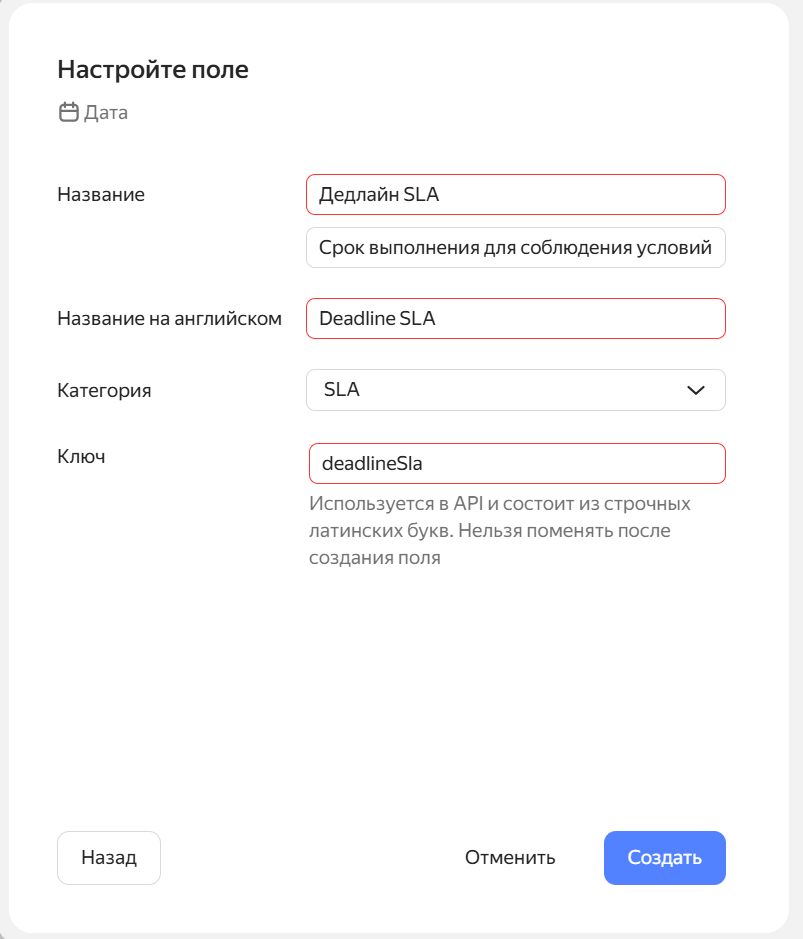 Настройте поле
Дата
Название
Дедлайн SLA
Срок выполнения для соблюдения условий
Название на английском
Deadline SLA
Категория
SLA
Ключ
deadlineSla
Используется в API и состоит из строчных
латинских букв. Нельзя поменять после
создания поля
Назад
Отменить
Создать